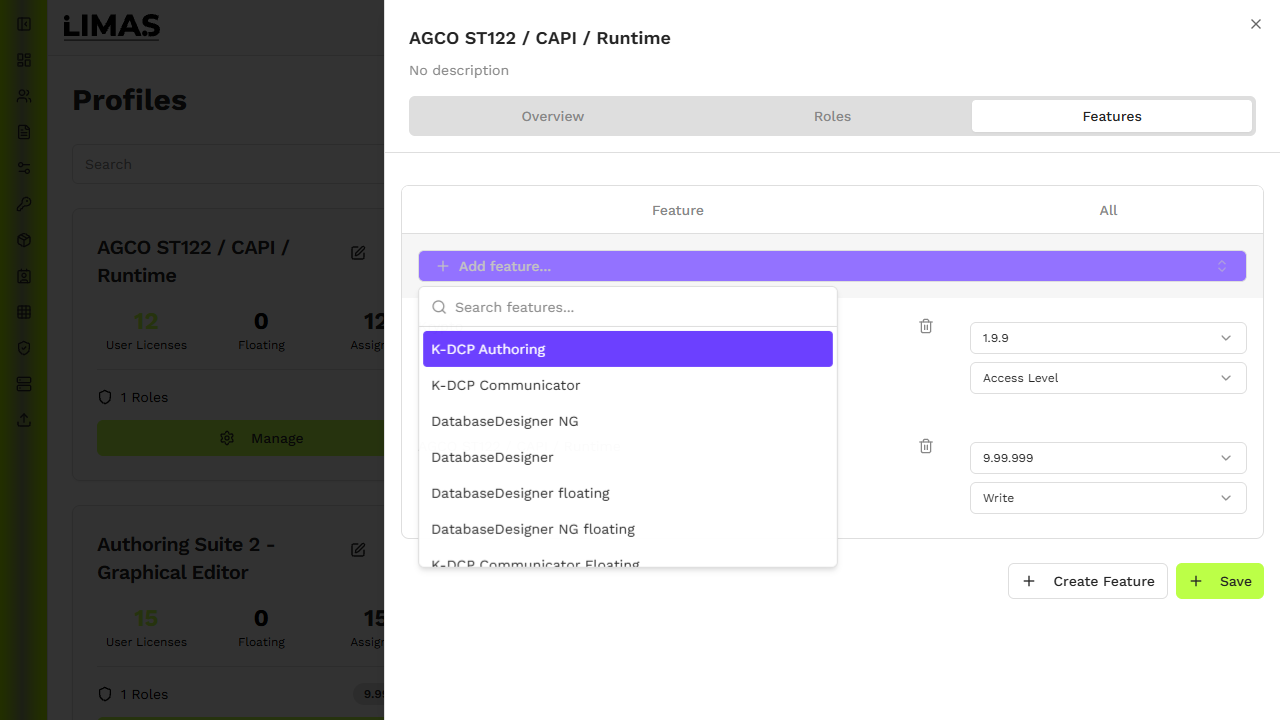 LIMAS
Profiles
Search
AGCO ST122 / CAPI /
Runtime
12 0 12
User Licenses Floating Assign
1 Roles
Manage
Authoring Suite 2 -
Graphical Editor
15 0 15
User Licenses Floating Assign
1 Roles 9.9
AGCO ST122 / CAPI / Runtime
No description
Overview Roles Features
Feature All
Add feature...
Search features...
K-DCP Authoring
K-DCP Communicator
DatabaseDesigner NG
DatabaseDesigner
DatabaseDesigner floating
DatabaseDesigner NG floating
K-DCP Communicator Floating
1.9.9
Access Level
9.99.999
Write
Create Feature Save